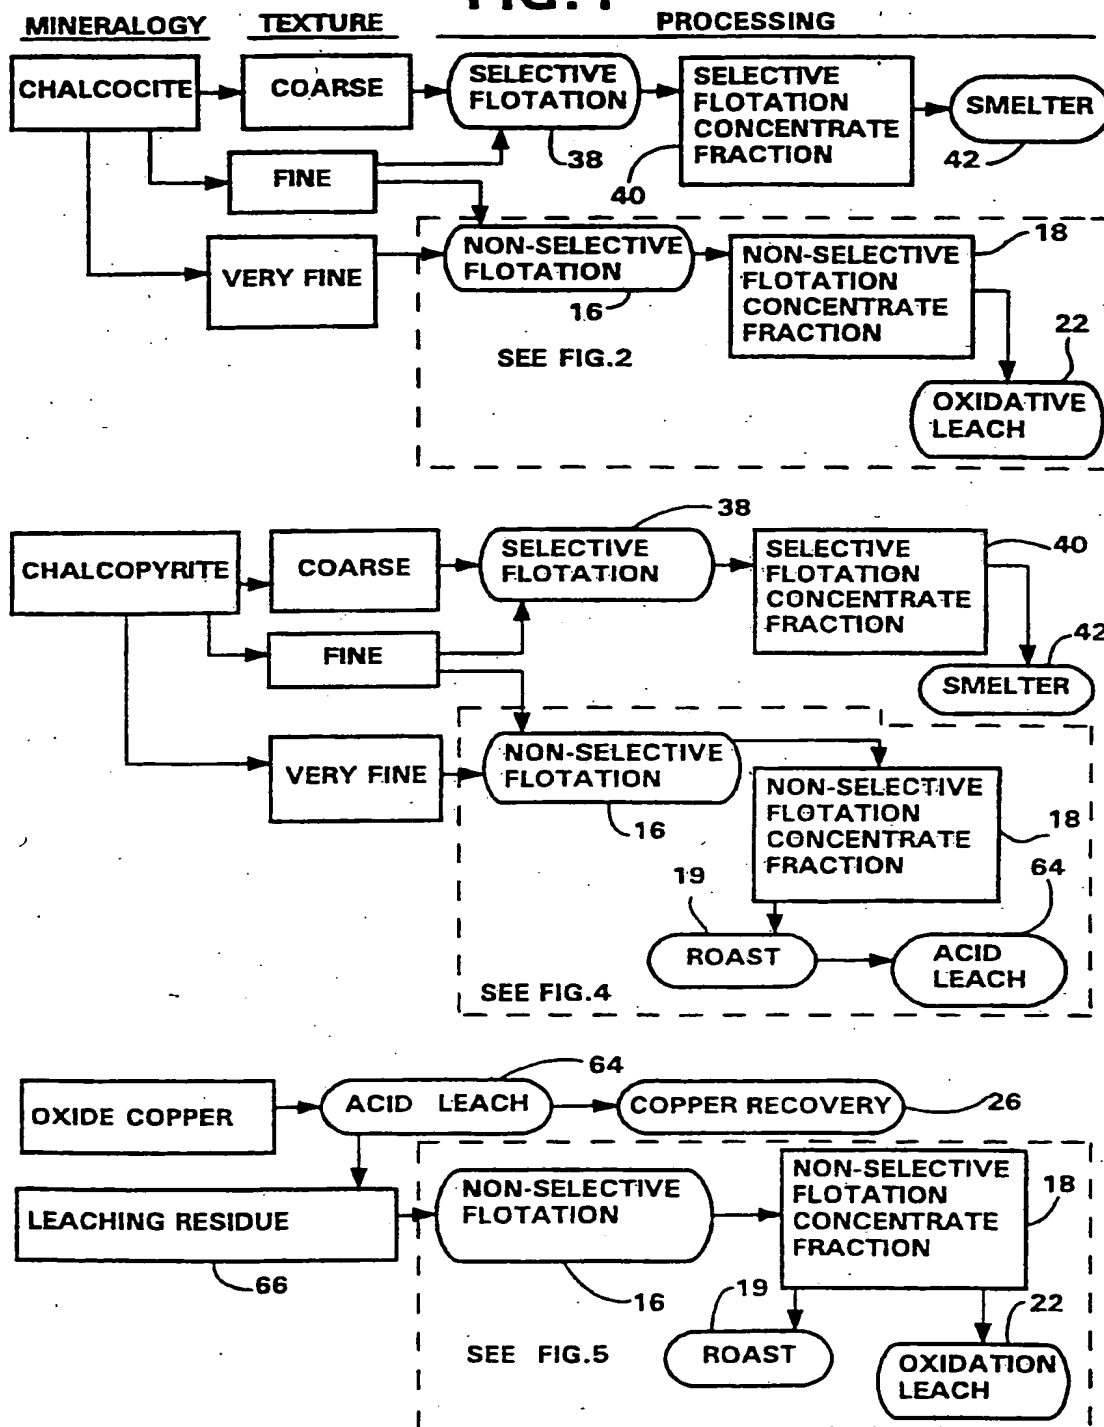 FIG. 1
MINERALOGY TEXTURE PROCESSING
CHALCOCITE
COARSE
SELECTIVE
FLOTATION
38
SELECTIVE
FLOTATION
CONCENTRATE
FRACTION
40
SMELTER
42
FINE
VERY FINE
NON-SELECTIVE
FLOTATION
16
NON-SELECTIVE
FLOTATION
CONCENTRATE
FRACTION
18
SEE FIG.2
22
OXIDATIVE
LEACH
CHALCOPYRITE
COARSE
SELECTIVE
FLOTATION
38
SELECTIVE
FLOTATION
CONCENTRATE
FRACTION
40
42
SMELTER
FINE
VERY FINE
NON-SELECTIVE
FLOTATION
16
NON-SELECTIVE
FLOTATION
CONCENTRATE
FRACTION
18
19
ROAST
64
ACID
LEACH
SEE FIG.4
OXIDE COPPER
ACID LEACH
64
COPPER RECOVERY
26
LEACHING RESIDUE
66
NON-SELECTIVE
FLOTATION
16
NON-SELECTIVE
FLOTATION
CONCENTRATE
FRACTION
18
19
ROAST
22
OXIDATION
LEACH
SEE FIG.5